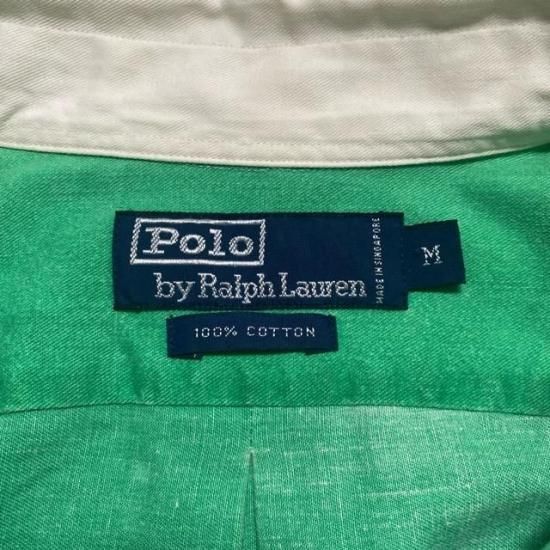 Polo
by Ralph Lauren
MADE IN SINGAPORE
M
100% COTTON